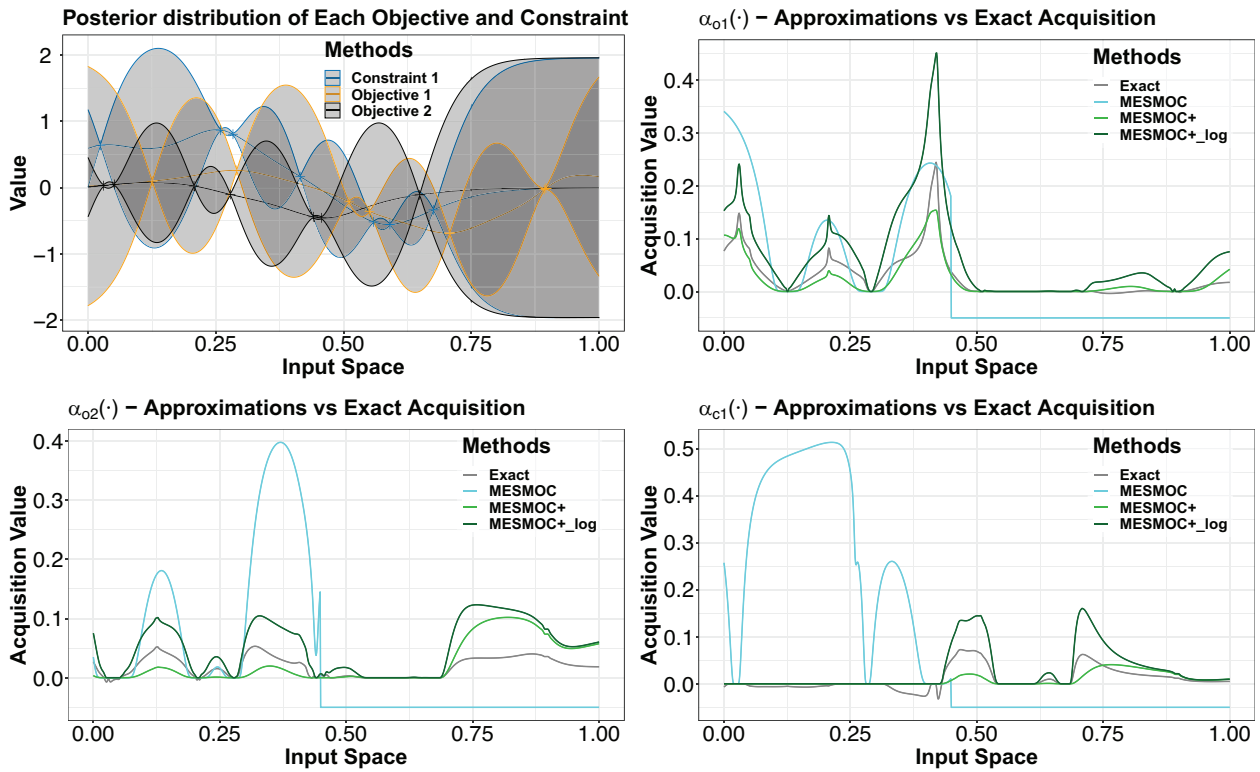 Posterior distribution of Each Objective and Constraint
Methods
Constraint 1
Objective 1
Objective 2
Value
2
1
0
−1
−2
0.00
0.25
0.50
0.75
1.00
Input Space
αo1(·) − Approximations vs Exact Acquisition
Methods
Exact
MESMOC
MESMOC+
MESMOC+_log
Acquisition Value
0.4
0.3
0.2
0.1
0.0
0.00
0.25
0.50
0.75
1.00
Input Space
αo2(·) − Approximations vs Exact Acquisition
Methods
Exact
MESMOC
MESMOC+
MESMOC+_log
Acquisition Value
0.4
0.3
0.2
0.1
0.0
0.00
0.25
0.50
0.75
1.00
Input Space
αc1(·) − Approximations vs Exact Acquisition
Methods
Exact
MESMOC
MESMOC+
MESMOC+_log
Acquisition Value
0.5
0.4
0.3
0.2
0.1
0.0
0.00
0.25
0.50
0.75
1.00
Input Space